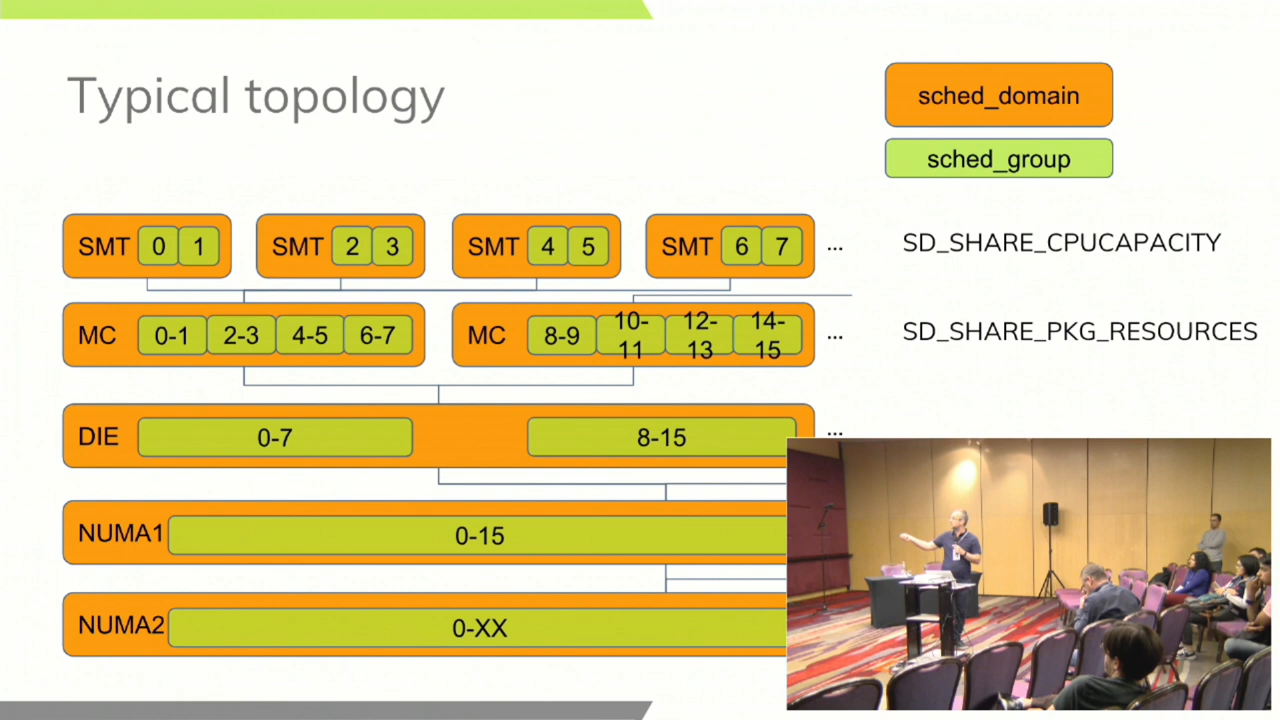 Typical topology
sched_domain
sched_group
SMT 0 1 SMT 2 3 SMT 4 5 SMT 6 7 ... SD_SHARE_CPUCAPACITY
MC 0-1 2-3 4-5 6-7 MC 8-9 10-11 12-13 14-15 ... SD_SHARE_PKG_RESOURCES
DIE 0-7 8-15 ...
NUMA1 0-15
NUMA2 0-XX